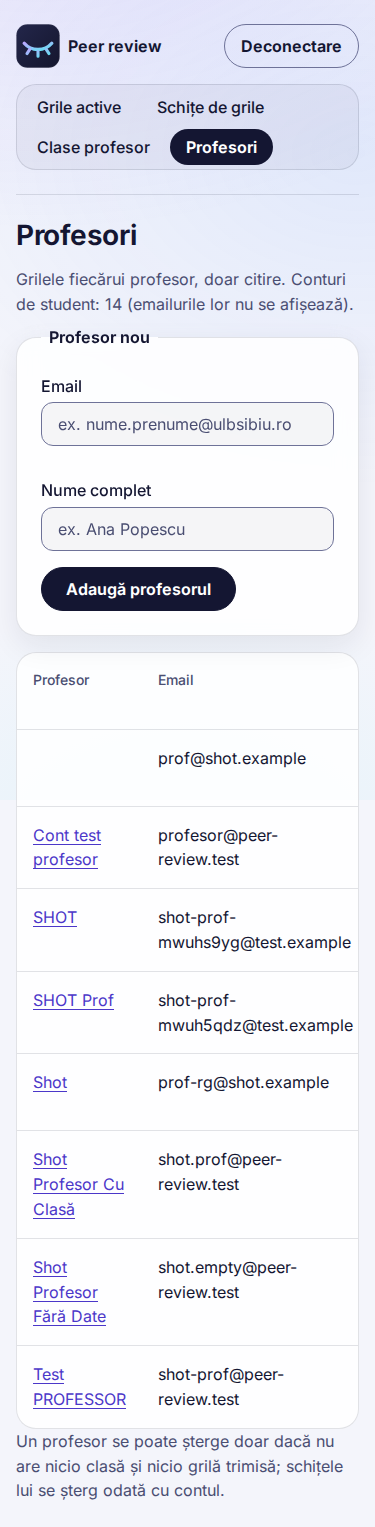 Peer review
Deconectare
Grile active
Schițe de grile
Clase profesor
Profesori
Profesori
Grilele fiecărui profesor, doar citire. Conturi
de student: 14 (emailurile lor nu se afișează).
Profesor nou
Email
ex. nume.prenume@ulbsibiu.ro
Nume complet
ex. Ana Popescu
Adaugă profesorul
Profesor
Email
prof@shot.example
Cont test
profesor
profesor@peer-
review.test
SHOT
shot-prof-
mwuhs9yg@test.example
SHOT Prof
shot-prof-
mwuh5qdz@test.example
Shot
prof-rg@shot.example
Shot
Profesor Cu
Clasă
shot.prof@peer-
review.test
Shot
Profesor
Fără Date
shot.empty@peer-
review.test
Test
PROFESSOR
shot-prof@peer-
review.test
Un profesor se poate șterge doar dacă nu
are nicio clasă și nicio grilă trimisă; schițele
lui se șterg odată cu contul.